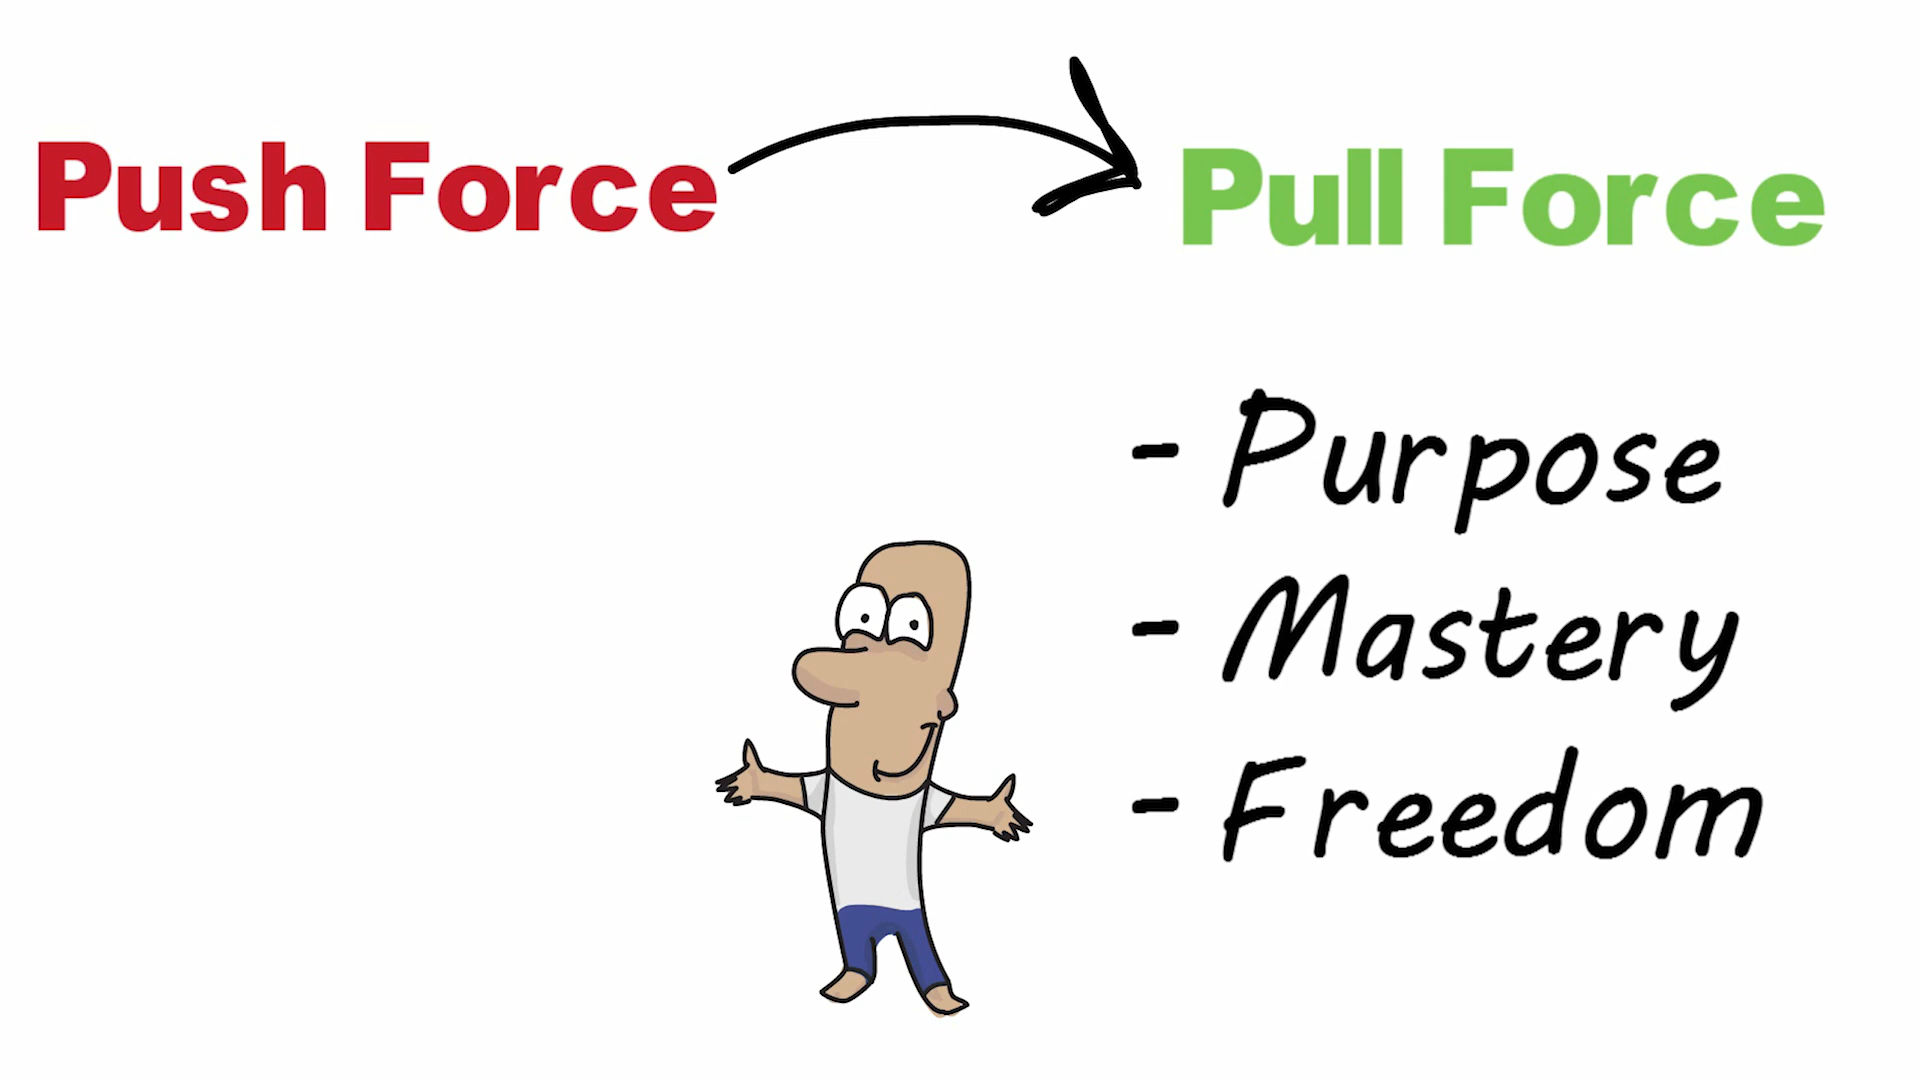 Push Force
Pull Force
- Purpose
- Mastery
- Freedom